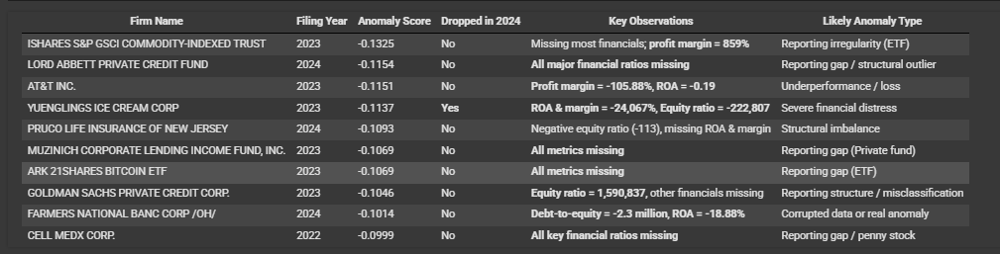 Firm Name Filing Year Anomaly Score Dropped in 2024 Key Observations Likely Anomaly Type
ISHARES S&P GSCI COMMODITY-INDEXED TRUST 2023 -0.1325 No Missing most financials; profit margin = 859% Reporting irregularity (ETF)
LORD ABBETT PRIVATE CREDIT FUND 2024 -0.1154 No All major financial ratios missing Reporting gap / structural outlier
AT&T INC. 2023 -0.1151 No Profit margin = -105.88%, ROA = -0.19 Underperformance / loss
YUENGLINGS ICE CREAM CORP 2023 -0.1137 Yes ROA & margin = -24,067%, Equity ratio = -222,807 Severe financial distress
PRUCO LIFE INSURANCE OF NEW JERSEY 2024 -0.1093 No Negative equity ratio (-113), missing ROA & margin Structural imbalance
MUZINICH CORPORATE LENDING INCOME FUND, INC. 2023 -0.1069 No All metrics missing Reporting gap (Private fund)
ARK 21SHARES BITCOIN ETF 2023 -0.1069 No All metrics missing Reporting gap (ETF)
GOLDMAN SACHS PRIVATE CREDIT CORP. 2023 -0.1046 No Equity ratio = 1,590,837, other financials missing Reporting structure / misclassification
FARMERS NATIONAL BANC CORP /OH/ 2024 -0.1014 No Debt-to-equity = -2.3 million, ROA = -18.88% Corrupted data or real anomaly
CELL MEDX CORP. 2022 -0.0999 No All key financial ratios missing Reporting gap / penny stock